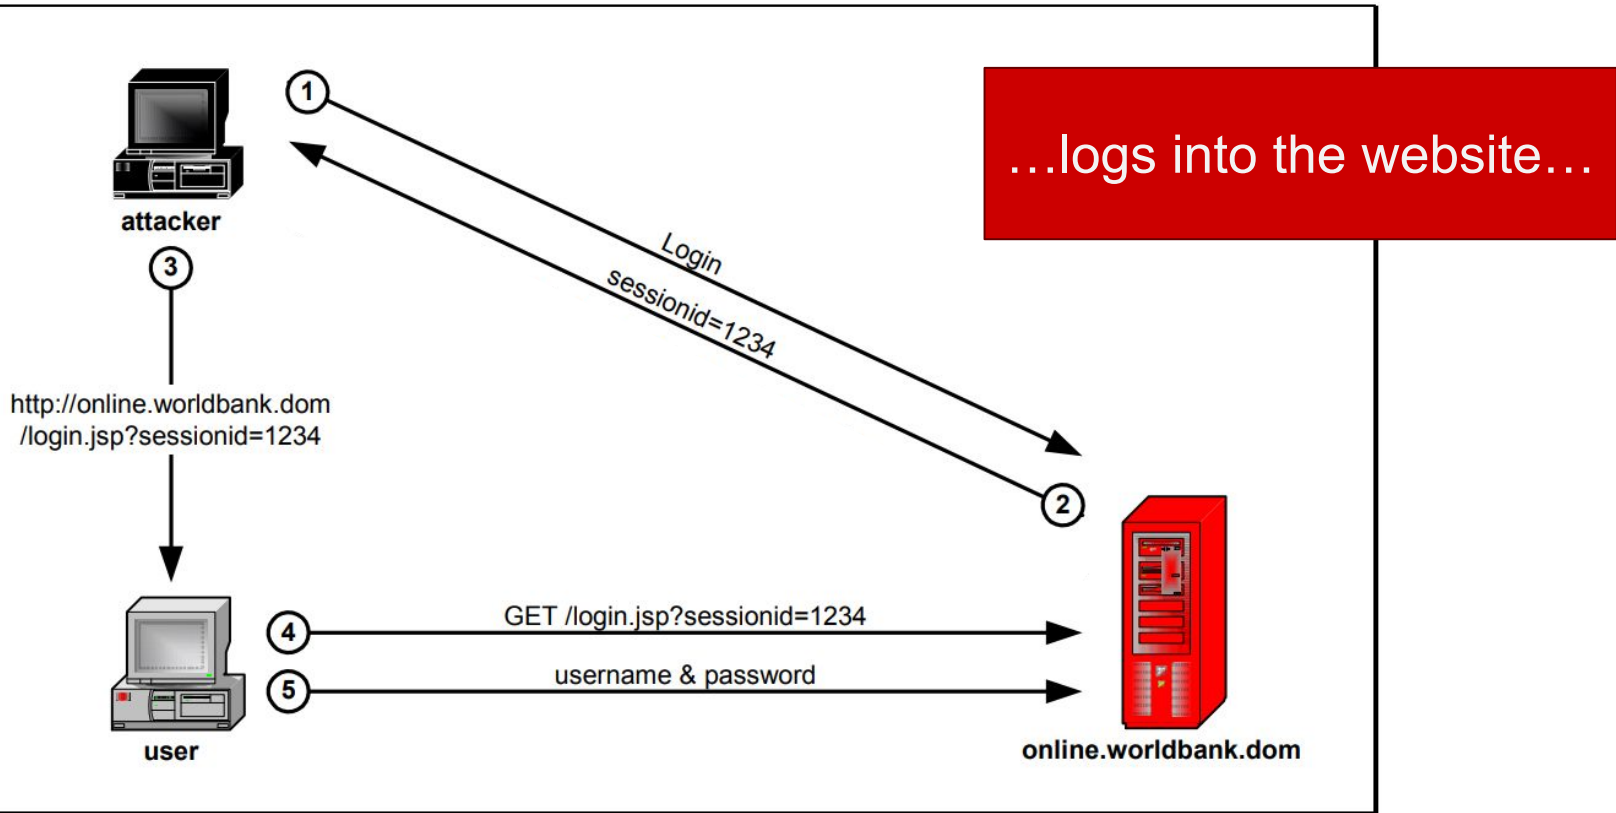 1
…logs into the website…
attacker
3
Login
sessionid=1234
http://online.worldbank.dom
/login.jsp?sessionid=1234
2
4
GET /login.jsp?sessionid=1234
5
username & password
user
online.worldbank.dom